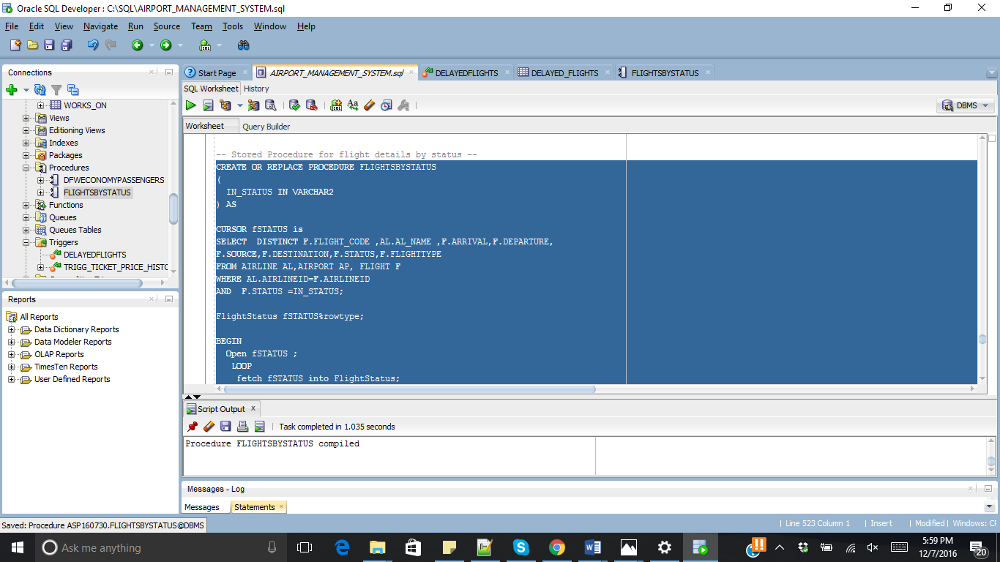 Oracle SQL Developer : C:\SQL\AIRPORT_MANAGEMENT_SYSTEM.sql
File Edit View Navigate Run Source Team Tools Window Help
Connections
WORKS_ON
Views
Editioning Views
Indexes
Packages
Procedures
DFWECONOMYPASSENGERS
FLIGHTSBYSTATUS
Functions
Queues
Queues Tables
Triggers
DELAYEDFLIGHTS
TRIGG_TICKET_PRICE_HISTO
Reports
All Reports
Data Dictionary Reports
Data Modeler Reports
OLAP Reports
TimesTen Reports
User Defined Reports
Start Page AIRPORT_MANAGEMENT_SYSTEM.sql DELAYEDFLIGHTS DELAYED_FLIGHTS FLIGHTSBYSTATUS
SQL Worksheet History
DBMS
Worksheet Query Builder
-- Stored Procedure for flight details by status --
CREATE OR REPLACE PROCEDURE FLIGHTSBYSTATUS
(
IN_STATUS IN VARCHAR2
) AS
CURSOR fSTATUS is
SELECT  DISTINCT F.FLIGHT_CODE ,AL.AL_NAME ,F.ARRIVAL,F.DEPARTURE,
F.SOURCE,F.DESTINATION,F.STATUS,F.FLIGHTTYPE
FROM AIRLINE AL,AIRPORT AP, FLIGHT F
WHERE AL.AIRLINEID=F.AIRLINEID
AND  F.STATUS =IN_STATUS;
FlightStatus fSTATUS%rowtype;
BEGIN
Open fSTATUS ;
LOOP
fetch fSTATUS into FlightStatus;
Script Output
Task completed in 1.035 seconds
Procedure FLIGHTSBYSTATUS compiled
Messages - Log
Messages Statements
Saved: Procedure ASP160730.FLIGHTSBYSTATUS@DBMS
Line 523 Column 1 | Insert | Modified | Windows: CF
Ask me anything
5:59 PM
12/7/2016
20